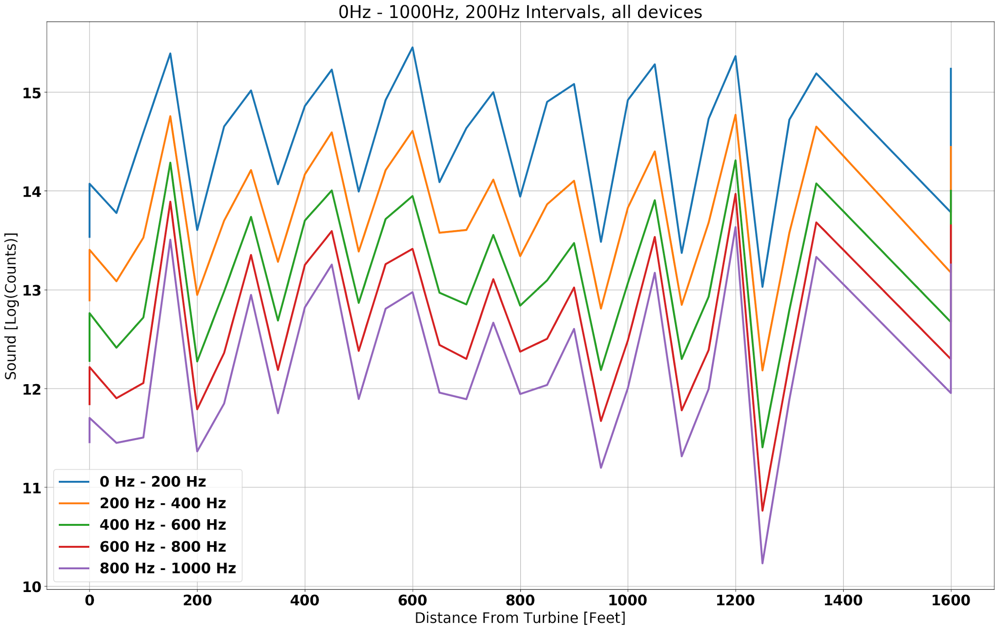 0Hz - 1000Hz, 200Hz Intervals, all devices
Sound [Log(Counts)]
15
14
13
12
11
10
0 Hz - 200 Hz
200 Hz - 400 Hz
400 Hz - 600 Hz
600 Hz - 800 Hz
800 Hz - 1000 Hz
0 200 400 600 800 1000 1200 1400 1600
Distance From Turbine [Feet]